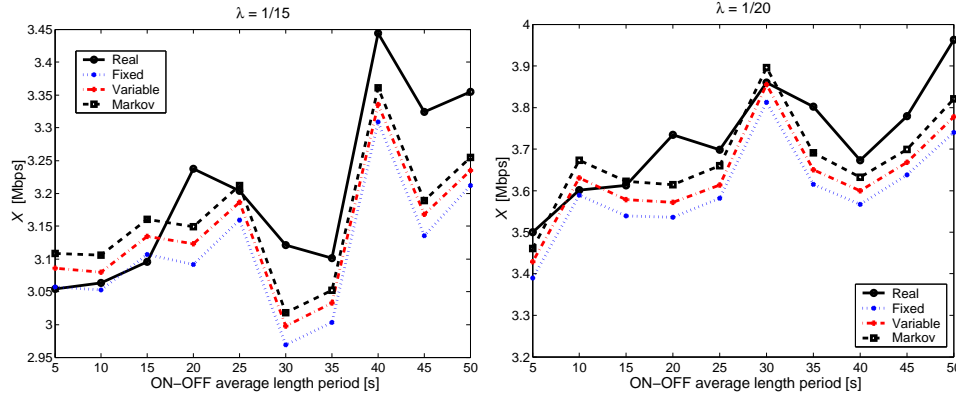 λ = 1/15
3.45
3.4
3.35
3.3
3.25
3.2
3.15
3.1
3.05
3
2.95
X [Mbps]
Real
Fixed
Variable
Markov
5 10 15 20 25 30 35 40 45 50
ON−OFF average length period [s]
λ = 1/20
4
3.9
3.8
3.7
3.6
3.5
3.4
3.3
3.2
X [Mbps]
Real
Fixed
Variable
Markov
5 10 15 20 25 30 35 40 45 50
ON−OFF average length period [s]